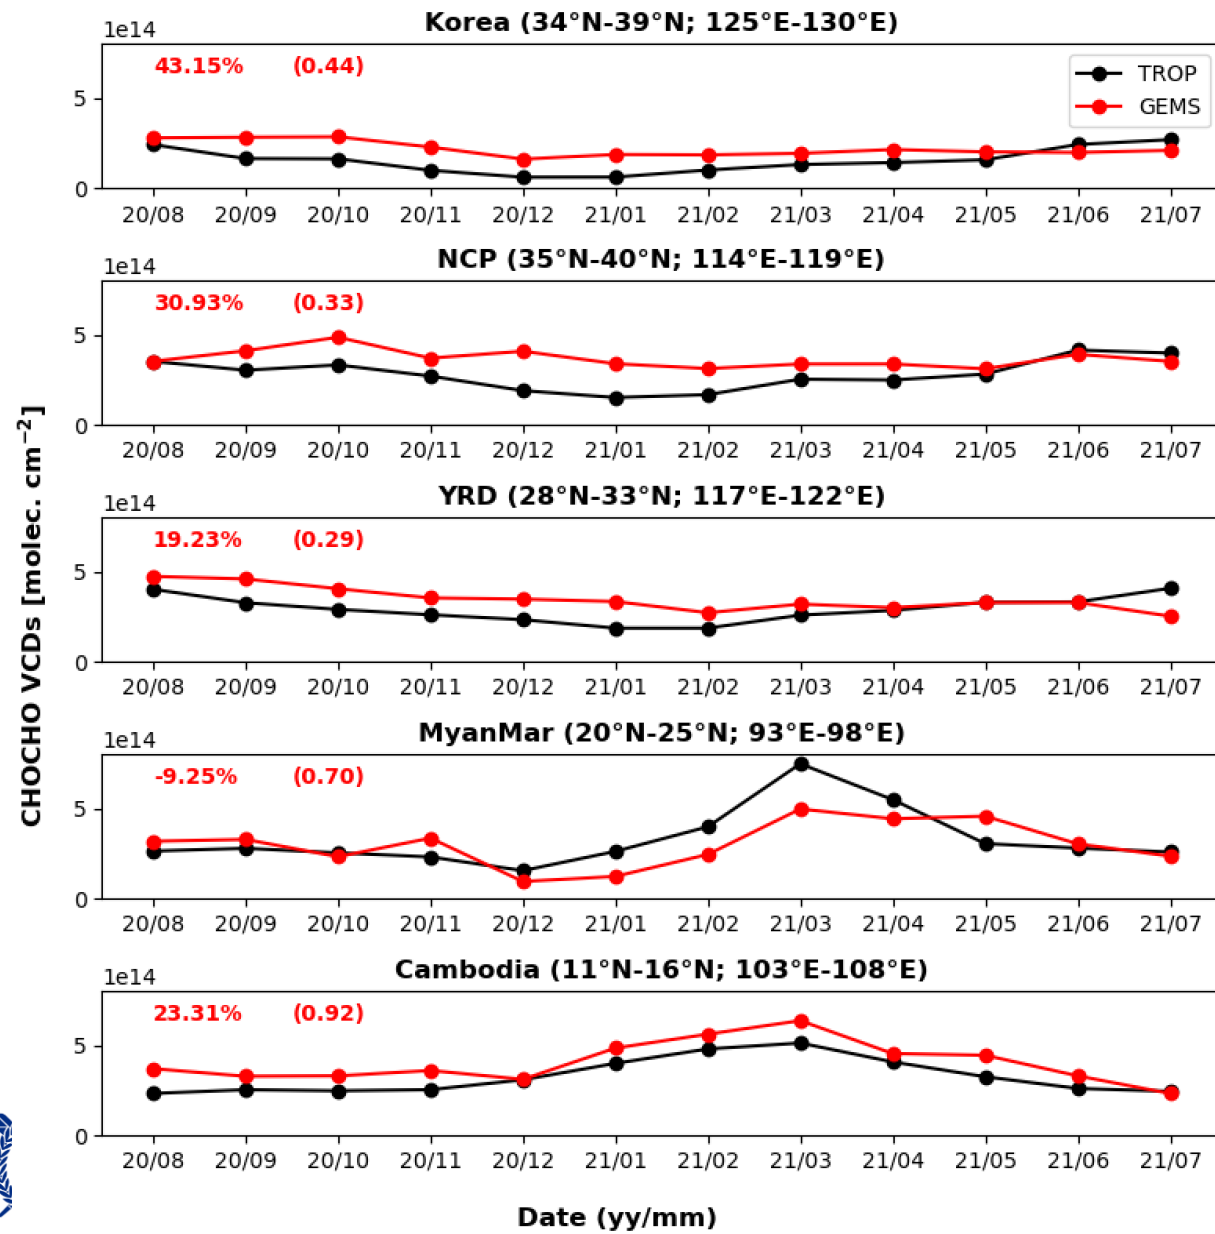 Korea (34°N-39°N; 125°E-130°E)
1e14
43.15% (0.44)
TROP
GEMS
5
0
20/08 20/09 20/10 20/11 20/12 21/01 21/02 21/03 21/04 21/05 21/06 21/07
NCP (35°N-40°N; 114°E-119°E)
1e14
30.93% (0.33)
5
0
20/08 20/09 20/10 20/11 20/12 21/01 21/02 21/03 21/04 21/05 21/06 21/07
YRD (28°N-33°N; 117°E-122°E)
1e14
19.23% (0.29)
5
0
20/08 20/09 20/10 20/11 20/12 21/01 21/02 21/03 21/04 21/05 21/06 21/07
MyanMar (20°N-25°N; 93°E-98°E)
1e14
-9.25% (0.70)
5
0
20/08 20/09 20/10 20/11 20/12 21/01 21/02 21/03 21/04 21/05 21/06 21/07
Cambodia (11°N-16°N; 103°E-108°E)
1e14
23.31% (0.92)
5
0
20/08 20/09 20/10 20/11 20/12 21/01 21/02 21/03 21/04 21/05 21/06 21/07
CHOCHO VCDs [molec. cm⁻²]
Date (yy/mm)